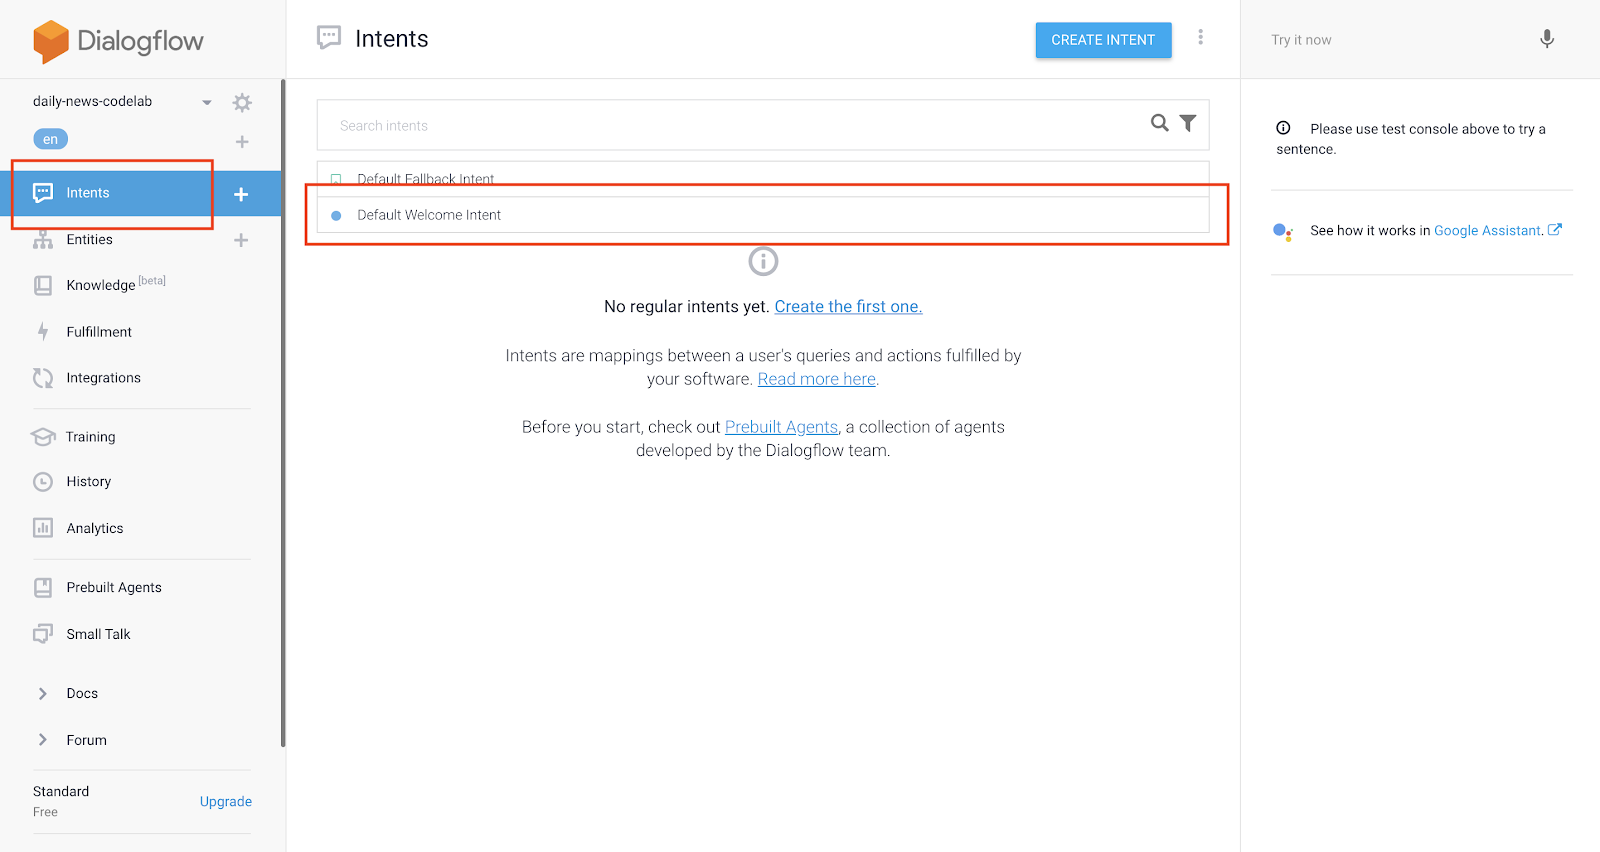 Dialogflow
daily-news-codelab
en
Intents
Entities
Knowledge [beta]
Fulfillment
Integrations
Training
History
Analytics
Prebuilt Agents
Small Talk
Docs
Forum
Standard
Free
Upgrade
Intents
CREATE INTENT
Search intents
Default Fallback Intent
Default Welcome Intent
No regular intents yet. Create the first one.
Intents are mappings between a user's queries and actions fulfilled by
your software. Read more here.
Before you start, check out Prebuilt Agents, a collection of agents
developed by the Dialogflow team.
Try it now
Please use test console above to try a
sentence.
See how it works in Google Assistant.